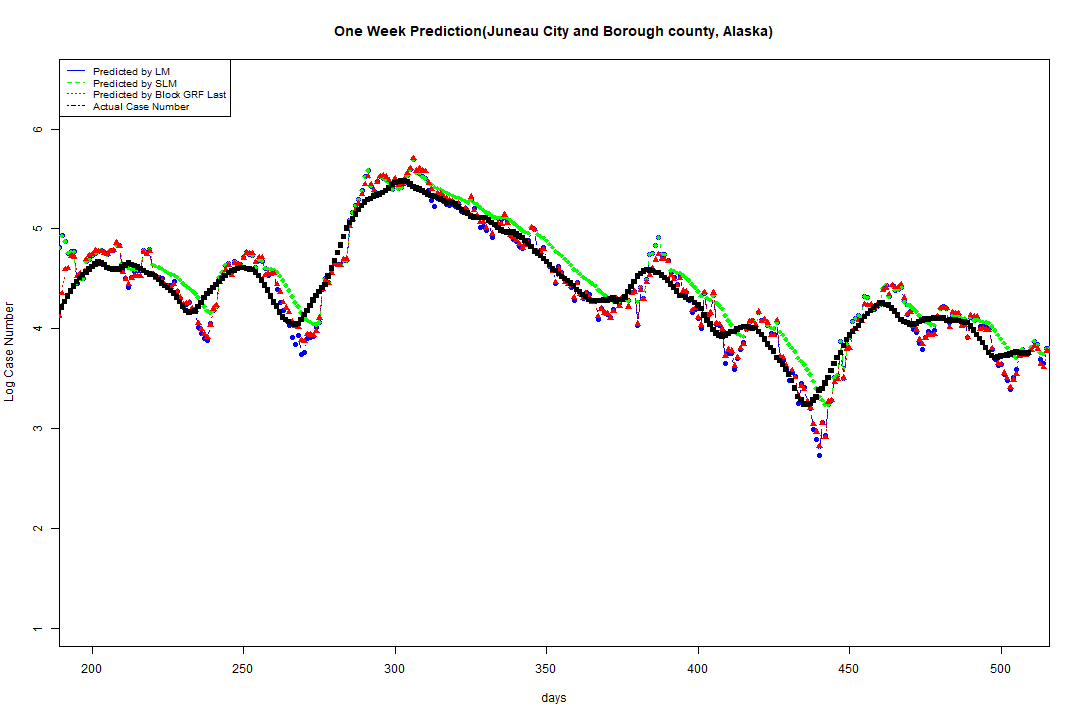 One Week Prediction(Juneau City and Borough county, Alaska)
Predicted by LM
Predicted by SLM
Predicted by Block GRF Last
Actual Case Number
6
5
4
3
2
1
Log Case Number
200 250 300 350 400 450 500
days